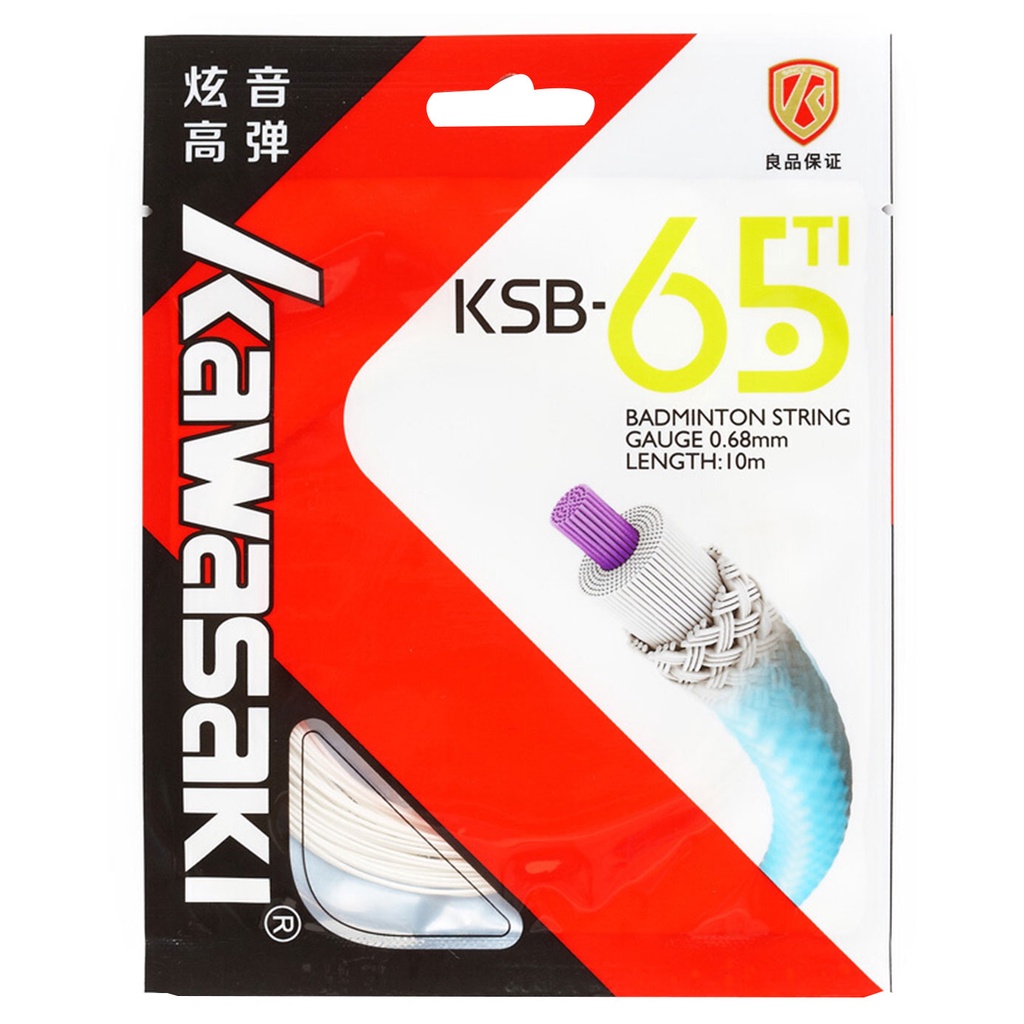 炫音
高弹
良品保证
Kawasaki®
KSB-65TI
BADMINTON STRING
GAUGE 0.68mm
LENGTH:10m